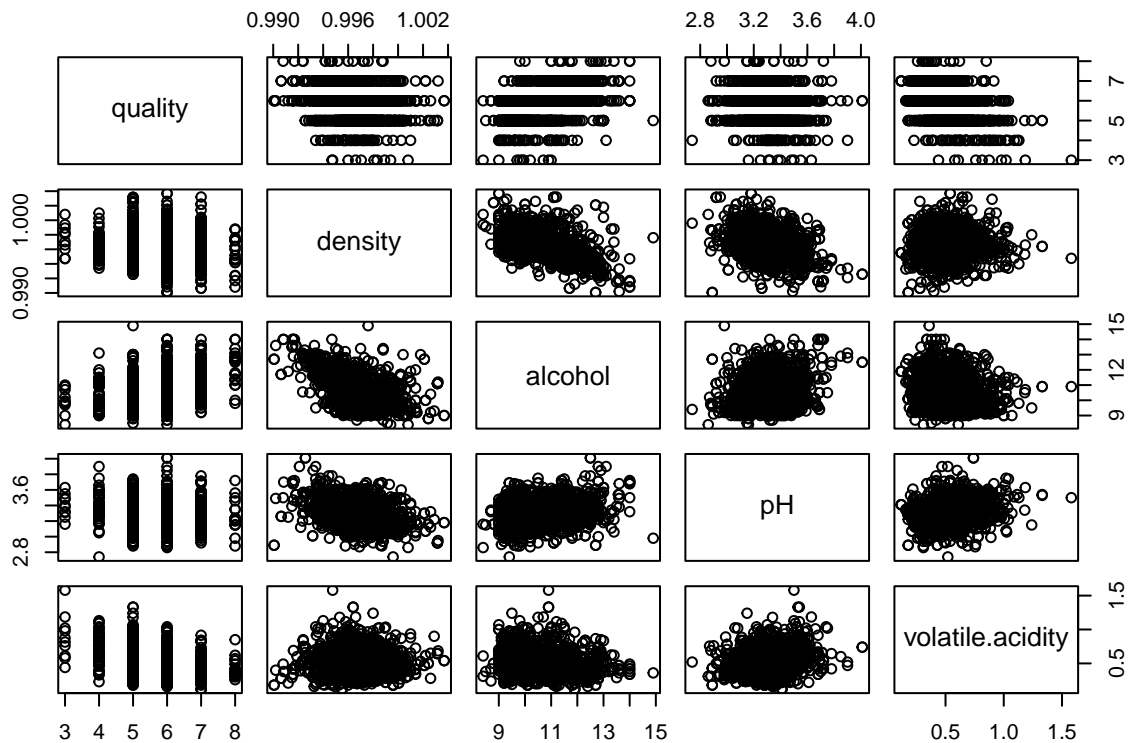 0.990 0.996 1.002
2.8 3.2 3.6 4.0
quality
3 5 7
0.990 1.000
density
alcohol
9 12 15
2.8 3.6
pH
volatile.acidity
0.5 1.5
3 4 5 6 7 8
9 11 13 15
0.5 1.0 1.5